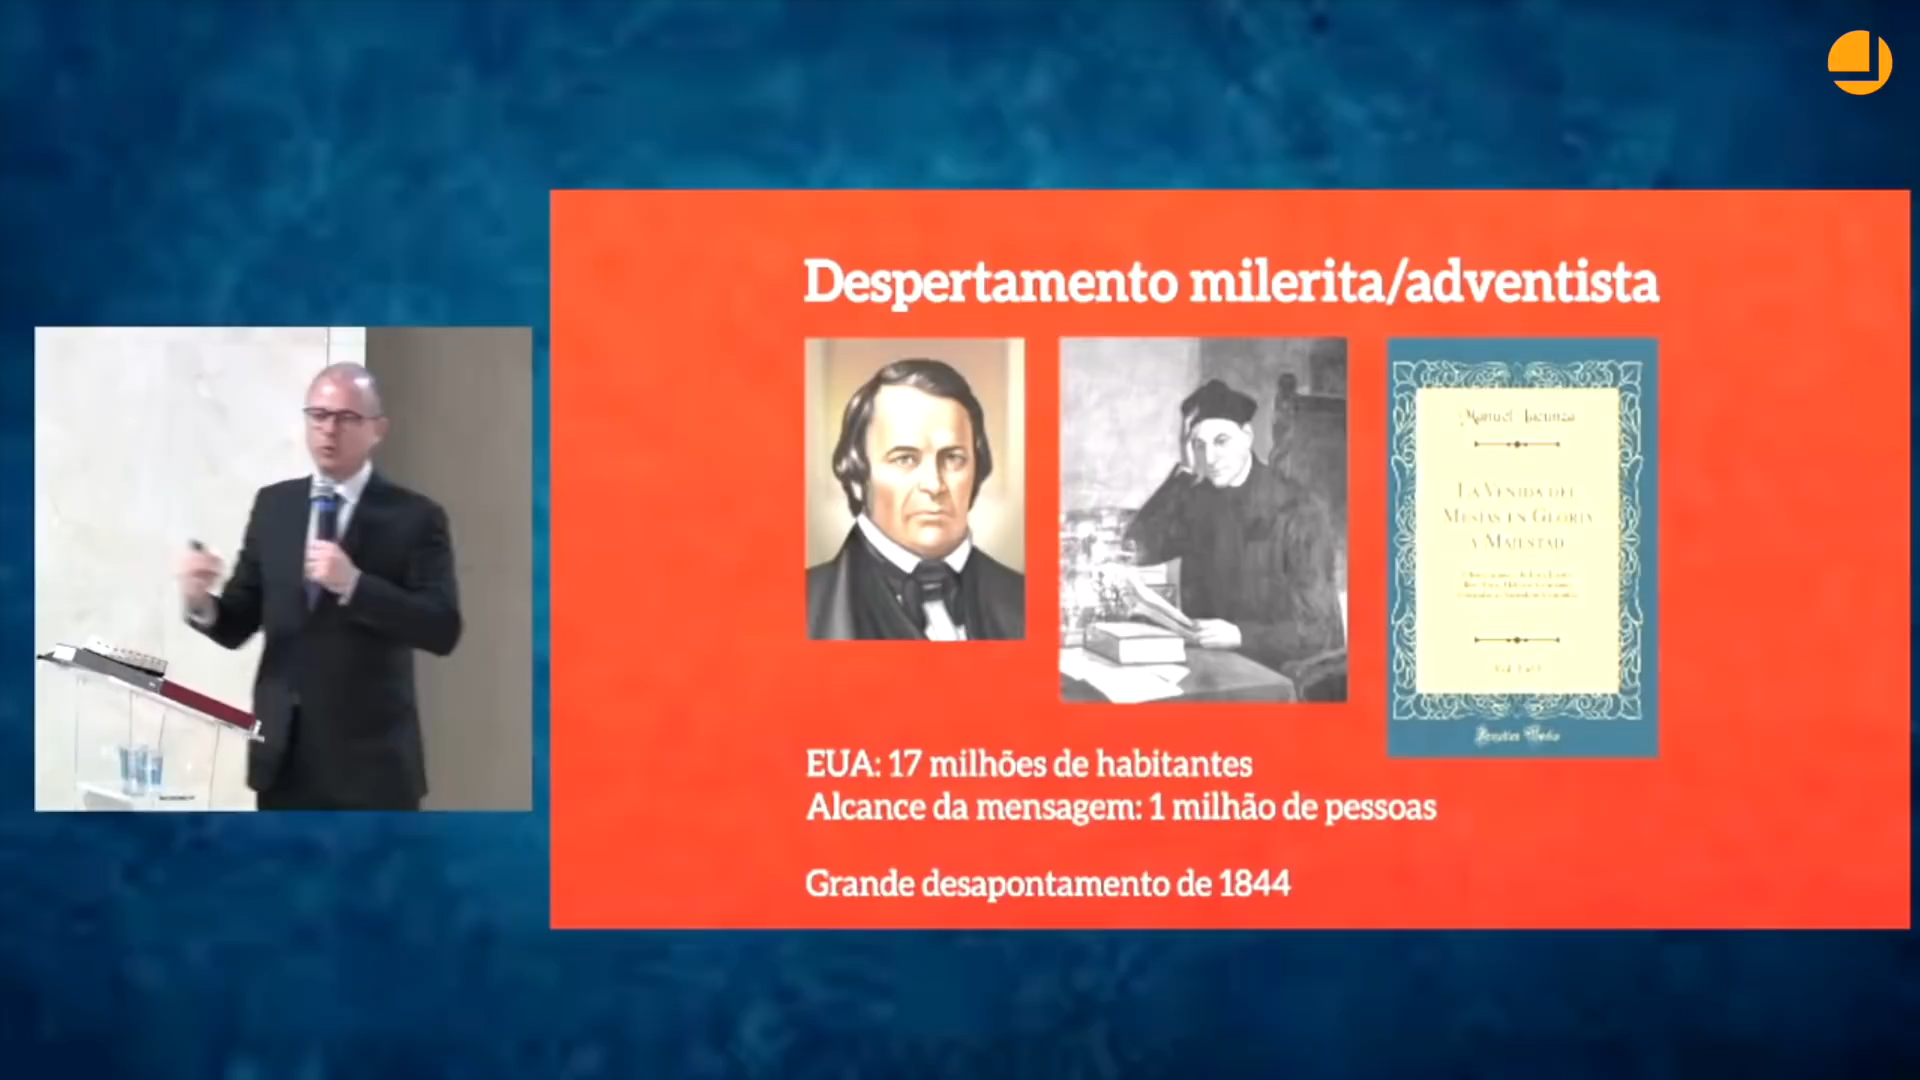 Despertamento milerita/adventista
Manuel Lacunza
La Venida del
Mesías en Gloria
y Majestad
EUA: 17 milhões de habitantes
Alcance da mensagem: 1 milhão de pessoas
Grande desapontamento de 1844